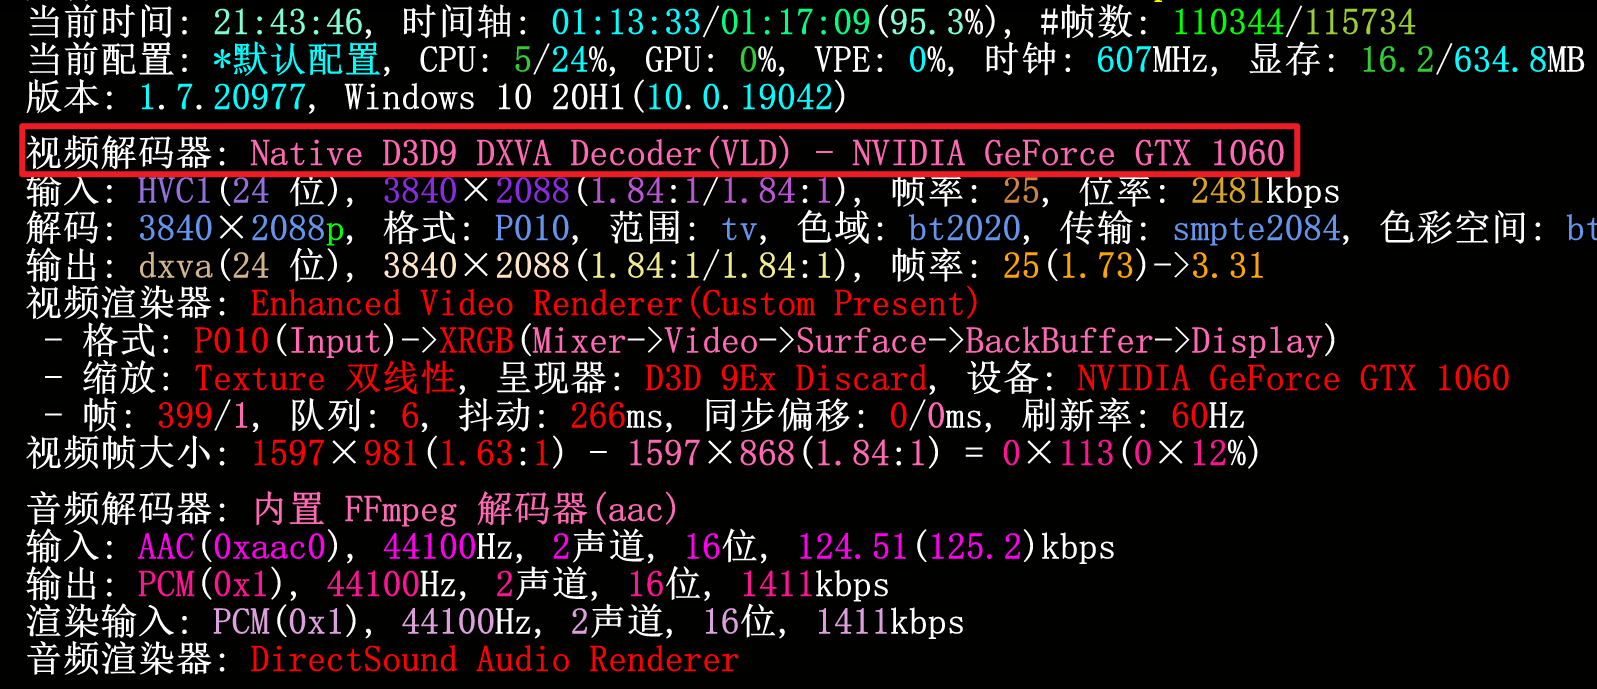 当前时间: 21:43:46, 时间轴: 01:13:33/01:17:09(95.3%), #帧数: 110344/115734
当前配置: *默认配置, CPU: 5/24%, GPU: 0%, VPE: 0%, 时钟: 607MHz, 显存: 16.2/634.8MB
版本: 1.7.20977, Windows 10 20H1(10.0.19042)
视频解码器: Native D3D9 DXVA Decoder(VLD) - NVIDIA GeForce GTX 1060
输入: HVC1(24 位), 3840×2088(1.84:1/1.84:1), 帧率: 25, 位率: 2481kbps
解码: 3840×2088p, 格式: P010, 范围: tv, 色域: bt2020, 传输: smpte2084, 色彩空间: bt
输出: dxva(24 位), 3840×2088(1.84:1/1.84:1), 帧率: 25(1.73)->3.31
视频渲染器: Enhanced Video Renderer(Custom Present)
- 格式: P010(Input)->XRGB(Mixer->Video->Surface->BackBuffer->Display)
- 缩放: Texture 双线性, 呈现器: D3D 9Ex Discard, 设备: NVIDIA GeForce GTX 1060
- 帧: 399/1, 队列: 6, 抖动: 266ms, 同步偏移: 0/0ms, 刷新率: 60Hz
视频帧大小: 1597×981(1.63:1) - 1597×868(1.84:1) = 0×113(0×12%)
音频解码器: 内置 FFmpeg 解码器(aac)
输入: AAC(0xaac0), 44100Hz, 2声道, 16位, 124.51(125.2)kbps
输出: PCM(0x1), 44100Hz, 2声道, 16位, 1411kbps
渲染输入: PCM(0x1), 44100Hz, 2声道, 16位, 1411kbps
音频渲染器: DirectSound Audio Renderer